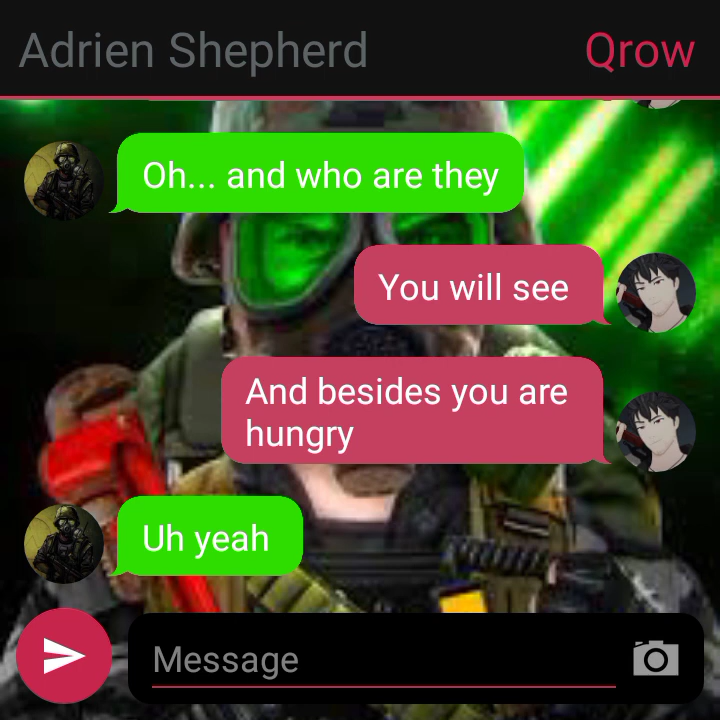 Adrien Shepherd Qrow
Oh... and who are they
You will see
And besides you are
hungry
Uh yeah
Message